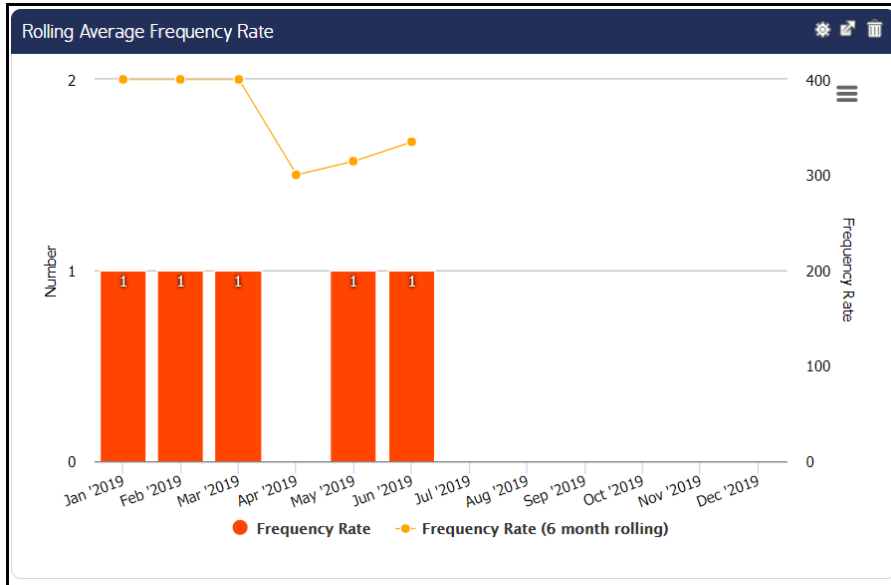 Rolling Average Frequency Rate
2
400
300
Number
1
200
Frequency Rate
1
1
1
1
1
100
0
0
Jan '2019
Feb '2019
Mar '2019
Apr '2019
May '2019
Jun '2019
Jul '2019
Aug '2019
Sep '2019
Oct '2019
Nov '2019
Dec '2019
Frequency Rate
Frequency Rate (6 month rolling)